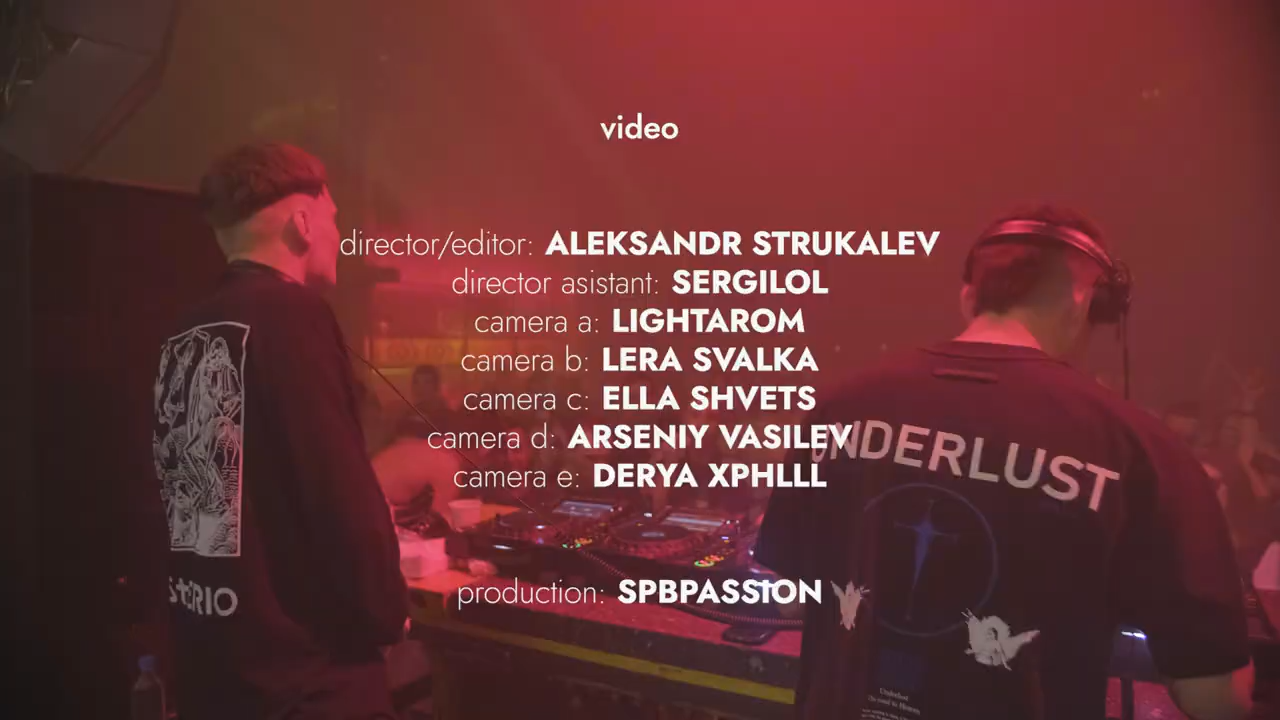 video
director/editor: ALEKSANDR STRUKALEV
director asistant: SERGILOL
camera a: LIGHTAROM
camera b: LERA SVALKA
camera c: ELLA SHVETS
camera d: ARSENIY VASILEV
camera e: DERYA XPHLLL
production: SPBPASSION
UNDERLUST
Underlust